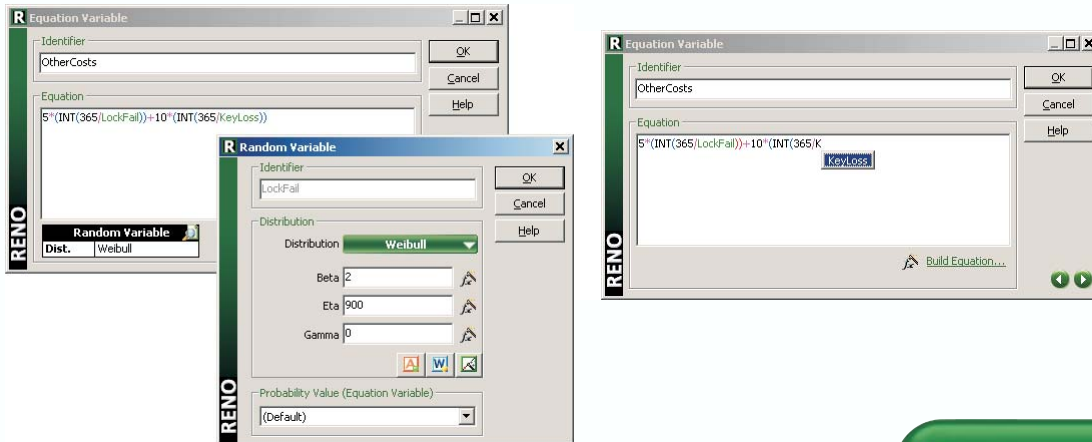 R Equation Variable
Identifier
OtherCosts
OK
Cancel
Help
Equation
5*(INT(365/LockFail))+10*(INT(365/KeyLoss))
RENO
Random Variable
Dist. Weibull
R Random Variable
Identifier
LockFail
OK
Cancel
Help
Distribution
Distribution Weibull
Beta 2
Eta 900
Gamma 0
A W
Probability Value (Equation Variable)
(Default)
RENO
R Equation Variable
Identifier
OtherCosts
OK
Cancel
Help
Equation
5*(INT(365/LockFail))+10*(INT(365/K
KeyLoss
Build Equation...
RENO